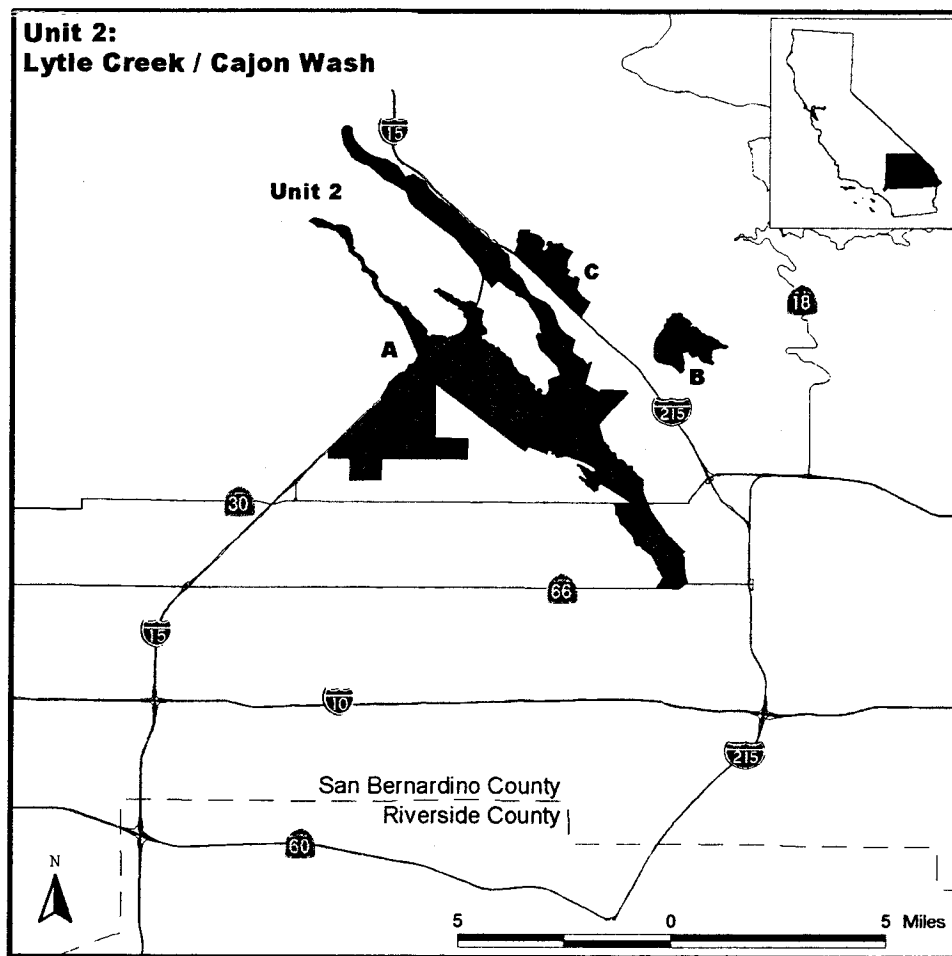 Unit 2:
Lytle Creek / Cajon Wash
15
Unit 2
C
18
A
B
215
30
66
15
10
215
San Bernardino County
Riverside County
60
N
5 0 5 Miles